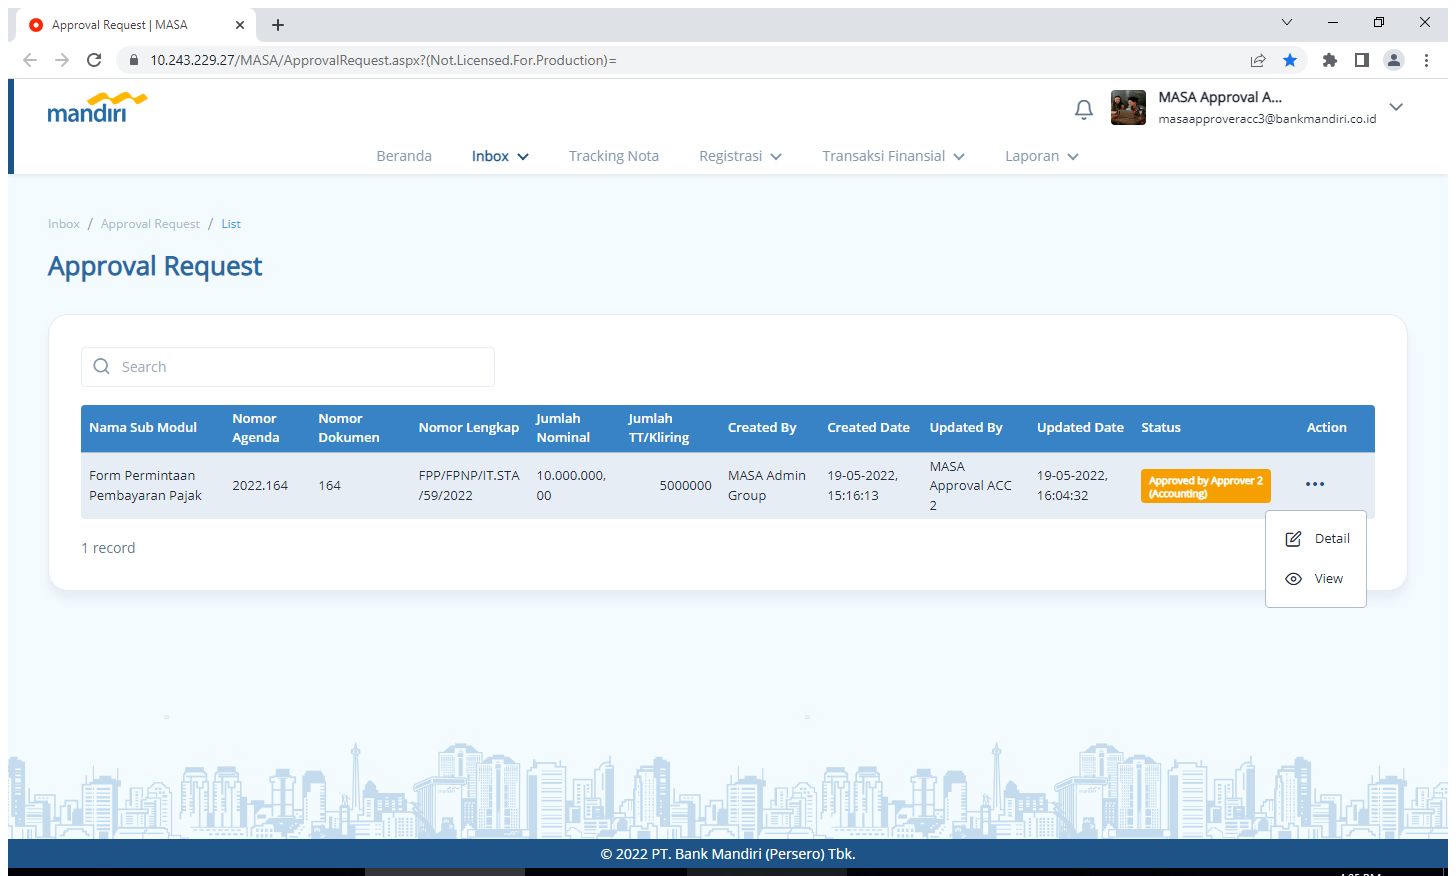 Approval Request | MASA
10.243.229.27/MASA/ApprovalRequest.aspx?(Not.Licensed.For.Production)=
mandiri
MASA Approval A...
masaapproveracc3@bankmandiri.co.id
Beranda Inbox Tracking Nota Registrasi Transaksi Finansial Laporan
Inbox / Approval Request / List
Approval Request
Search
Nama Sub Modul
Nomor
Agenda
Nomor
Dokumen
Nomor Lengkap
Jumlah
Nominal
Jumlah
TT/Kliring
Created By
Created Date
Updated By
Updated Date
Status
Action
Form Permintaan
Pembayaran Pajak
2022.164
164
FPP/FPNP/IT.STA
/59/2022
10.000.000,
00
5000000
MASA Admin
Group
19-05-2022,
15:16:13
MASA
Approval ACC
2
19-05-2022,
16:04:32
Approved by Approver 2
(Accounting)
Detail
View
1 record
© 2022 PT. Bank Mandiri (Persero) Tbk.